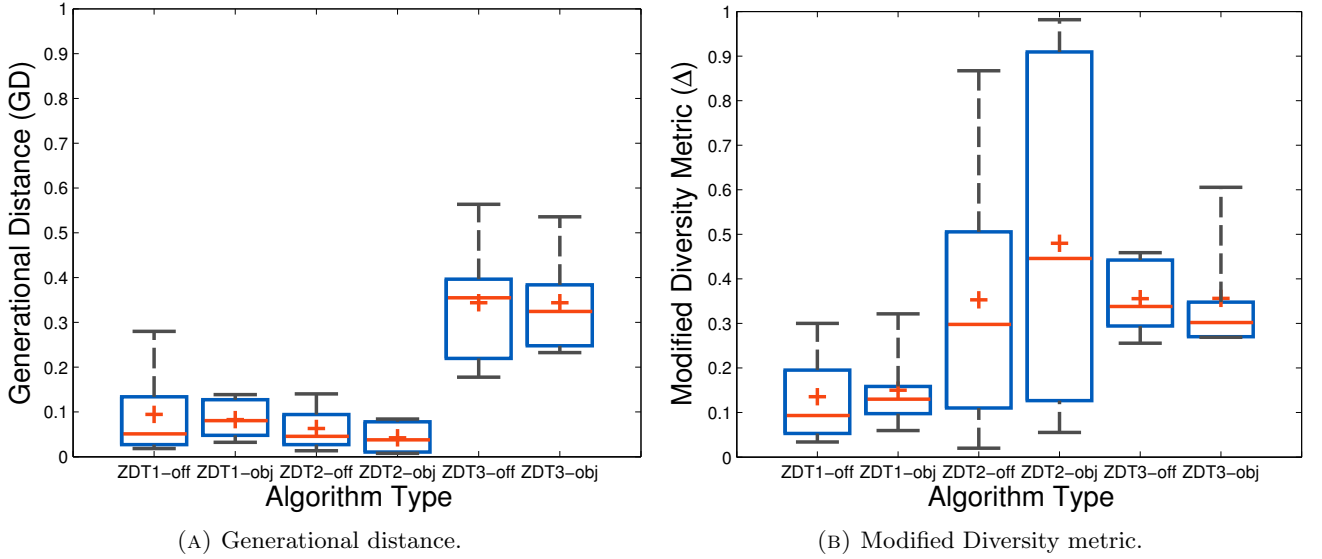 Generational Distance (GD)
1
0.9
0.8
0.7
0.6
0.5
0.4
0.3
0.2
0.1
0
ZDT1-off ZDT1-obj ZDT2-off ZDT2-obj ZDT3-off ZDT3-obj
Algorithm Type
(A) Generational distance.
Modified Diversity Metric (Δ)
1
0.9
0.8
0.7
0.6
0.5
0.4
0.3
0.2
0.1
0
ZDT1-off ZDT1-obj ZDT2-off ZDT2-obj ZDT3-off ZDT3-obj
Algorithm Type
(B) Modified Diversity metric.